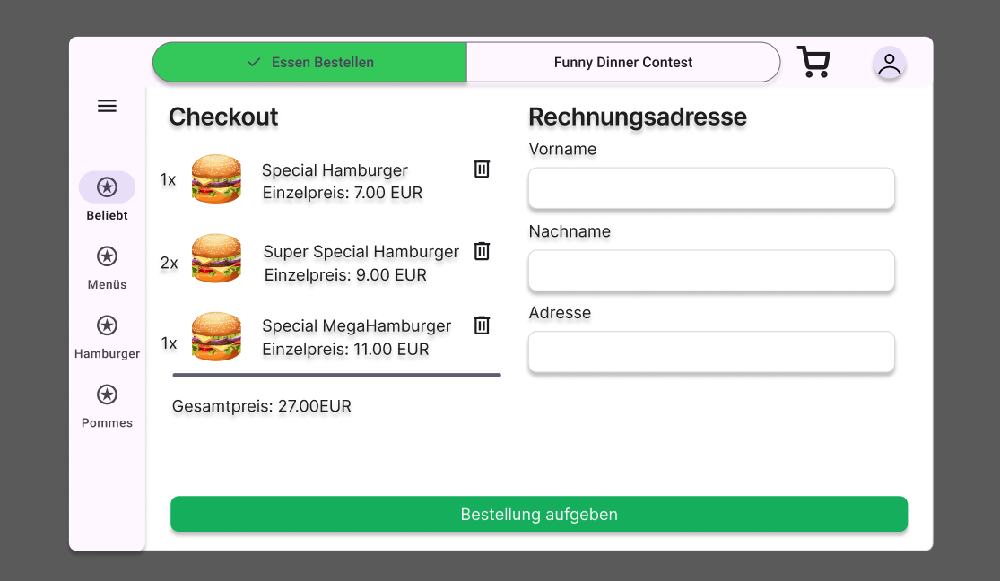 Essen Bestellen
Funny Dinner Contest
Beliebt
Menüs
Hamburger
Pommes
Checkout
1x
Special Hamburger
Einzelpreis: 7.00 EUR
2x
Super Special Hamburger
Einzelpreis: 9.00 EUR
1x
Special MegaHamburger
Einzelpreis: 11.00 EUR
Gesamtpreis: 27.00EUR
Rechnungsadresse
Vorname
Nachname
Adresse
Bestellung aufgeben